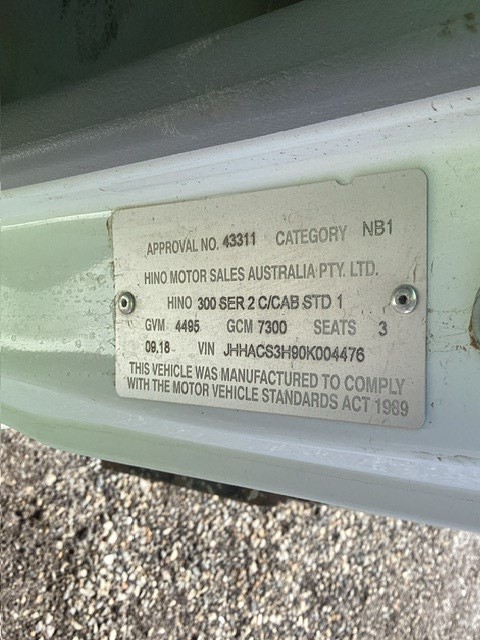 APPROVAL NO. 43311 CATEGORY NB1
HINO MOTOR SALES AUSTRALIA PTY. LTD.
HINO 300 SER 2 C/CAB STD 1
GVM 4495 GCM 7300 SEATS 3
09.18 VIN JHHACS3H90K004476
THIS VEHICLE WAS MANUFACTURED TO COMPLY
WITH THE MOTOR VEHICLE STANDARDS ACT 1989